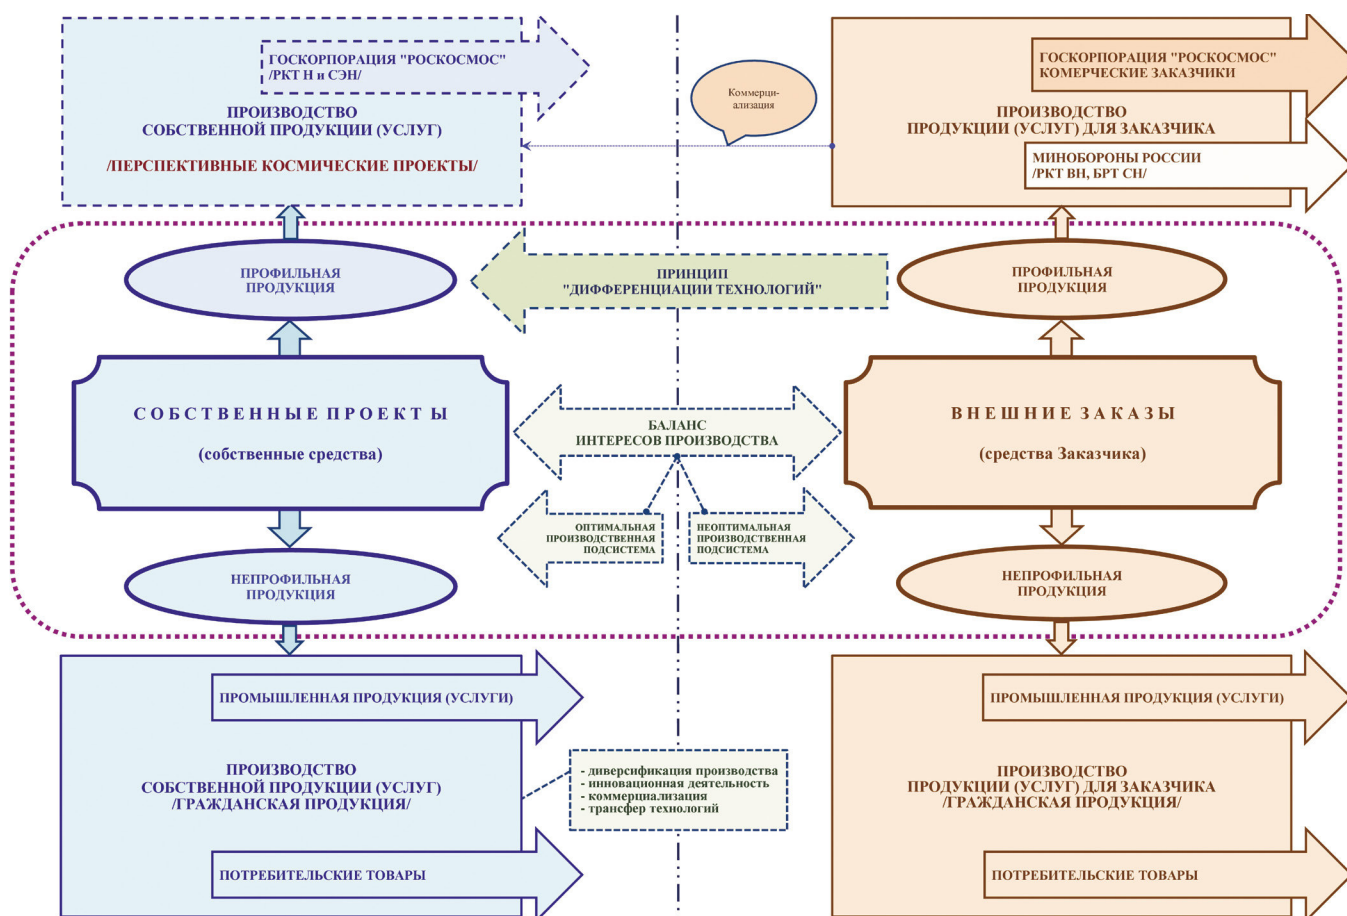 ГОСКОРПОРАЦИЯ "РОСКОСМОС"
/РКТ Н и СЭН/
ПРОИЗВОДСТВО
СОБСТВЕННОЙ ПРОДУКЦИИ (УСЛУГ)
/ПЕРСПЕКТИВНЫЕ КОСМИЧЕСКИЕ ПРОЕКТЫ/
Коммерци-
ализация
ГОСКОРПОРАЦИЯ "РОСКОСМОС"
КОМЕРЧЕСКИЕ ЗАКАЗЧИКИ
ПРОИЗВОДСТВО
ПРОДУКЦИИ (УСЛУГ) ДЛЯ ЗАКАЗЧИКА
МИНОБОРОНЫ РОССИИ
/РКТ ВН, БРТ СН/
ПРОФИЛЬНАЯ
ПРОДУКЦИЯ
ПРИНЦИП
"ДИФФЕРЕНЦИАЦИИ ТЕХНОЛОГИЙ"
ПРОФИЛЬНАЯ
ПРОДУКЦИЯ
СОБСТВЕННЫЕ ПРОЕКТЫ
(собственные средства)
БАЛАНС
ИНТЕРЕСОВ ПРОИЗВОДСТВА
ВНЕШНИЕ ЗАКАЗЫ
(средства Заказчика)
ОПТИМАЛЬНАЯ
ПРОИЗВОДСТВЕННАЯ
ПОДСИСТЕМА
НЕОПТИМАЛЬНАЯ
ПРОИЗВОДСТВЕННАЯ
ПОДСИСТЕМА
НЕПРОФИЛЬНАЯ
ПРОДУКЦИЯ
НЕПРОФИЛЬНАЯ
ПРОДУКЦИЯ
ПРОМЫШЛЕННАЯ ПРОДУКЦИЯ (УСЛУГИ)
ПРОИЗВОДСТВО
СОБСТВЕННОЙ ПРОДУКЦИИ (УСЛУГ)
/ГРАЖДАНСКАЯ ПРОДУКЦИЯ/
ПОТРЕБИТЕЛЬСКИЕ ТОВАРЫ
- диверсификация производства
- инновационная деятельность
- коммерциализация
- трансфер технологий
ПРОМЫШЛЕННАЯ ПРОДУКЦИЯ (УСЛУГИ)
ПРОИЗВОДСТВО
ПРОДУКЦИИ (УСЛУГ) ДЛЯ ЗАКАЗЧИКА
/ГРАЖДАНСКАЯ ПРОДУКЦИЯ/
ПОТРЕБИТЕЛЬСКИЕ ТОВАРЫ